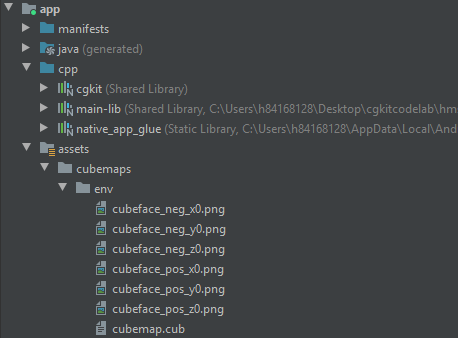 app
manifests
java (generated)
cpp
cgkit (Shared Library)
main-lib (Shared Library, C:\Users\h84168128\Desktop\cgkitcodelab\hm
native_app_glue (Static Library, C:\Users\h84168128\AppData\Local\And
assets
cubemaps
env
cubeface_neg_x0.png
cubeface_neg_y0.png
cubeface_neg_z0.png
cubeface_pos_x0.png
cubeface_pos_y0.png
cubeface_pos_z0.png
cubemap.cub